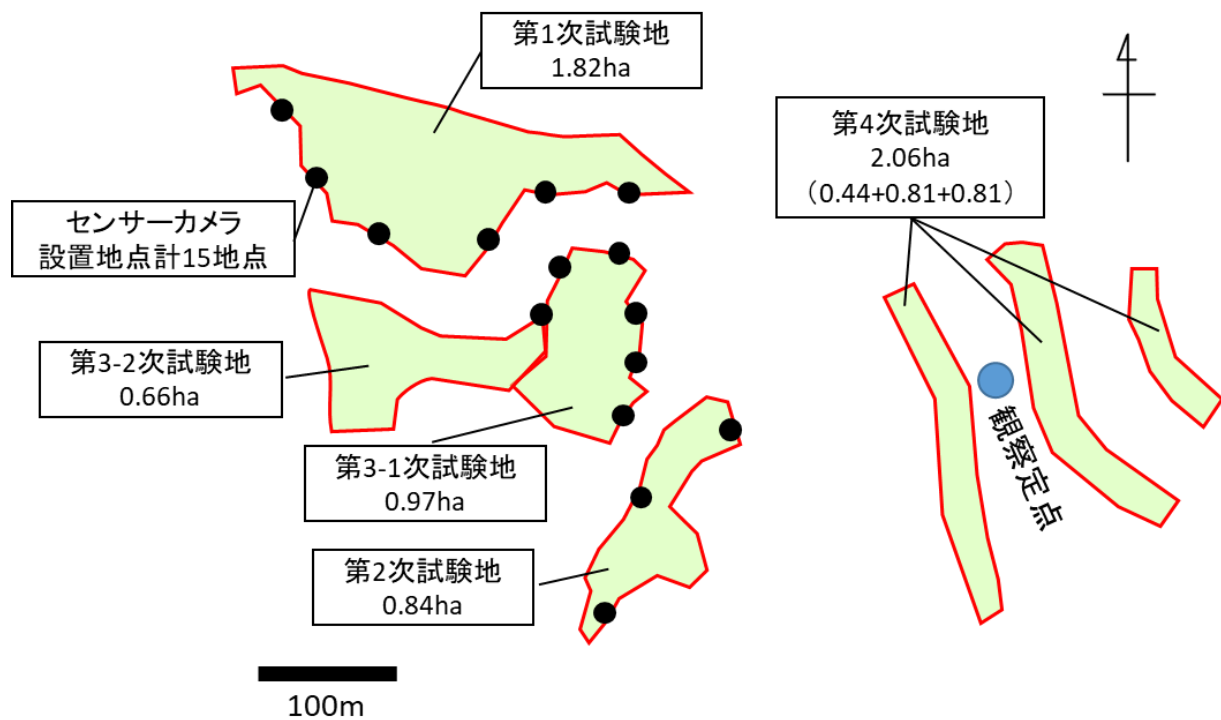 第1次試験地
1.82ha
第4次試験地
2.06ha
（0.44+0.81+0.81）
センサーカメラ
設置地点計15地点
第3-2次試験地
0.66ha
観察定点
第3-1次試験地
0.97ha
第2次試験地
0.84ha
100m